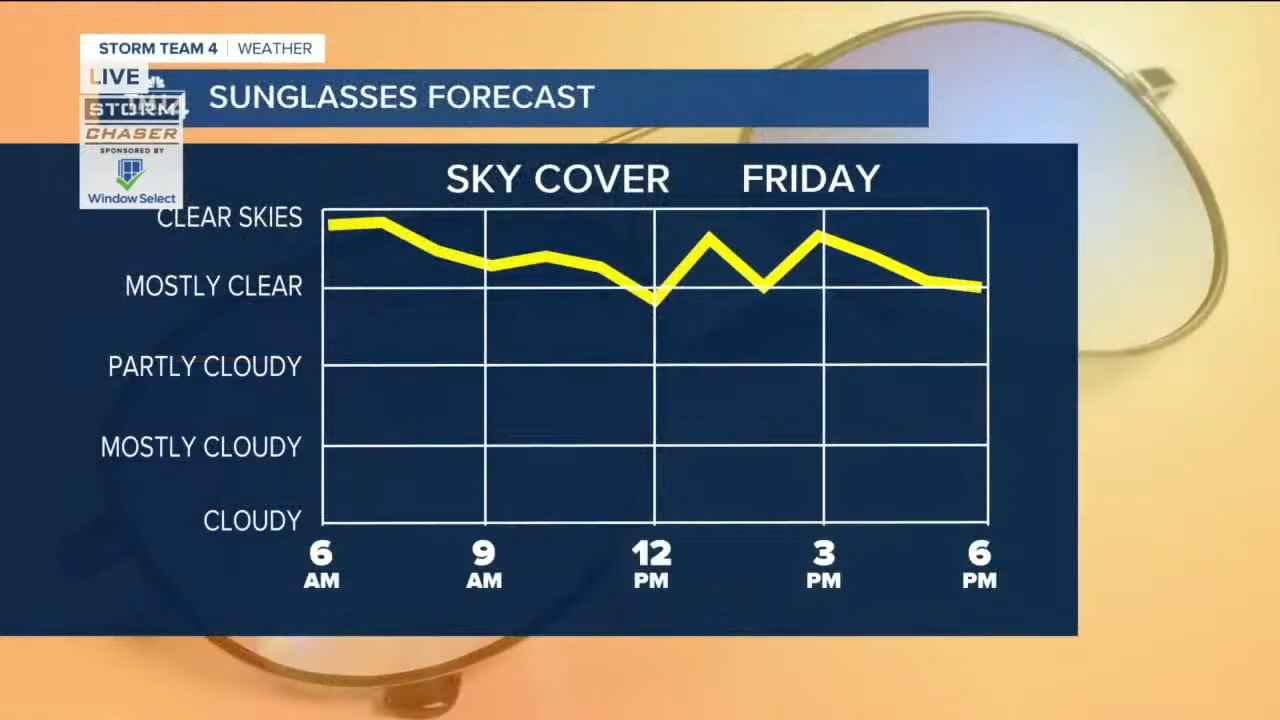 STORM TEAM 4 | WEATHER
LIVE
STORM
CHASER
SPONSORED BY
Window Select
SUNGLASSES FORECAST
SKY COVER FRIDAY
CLEAR SKIES
MOSTLY CLEAR
PARTLY CLOUDY
MOSTLY CLOUDY
CLOUDY
6 9 12 3 6
AM AM PM PM PM